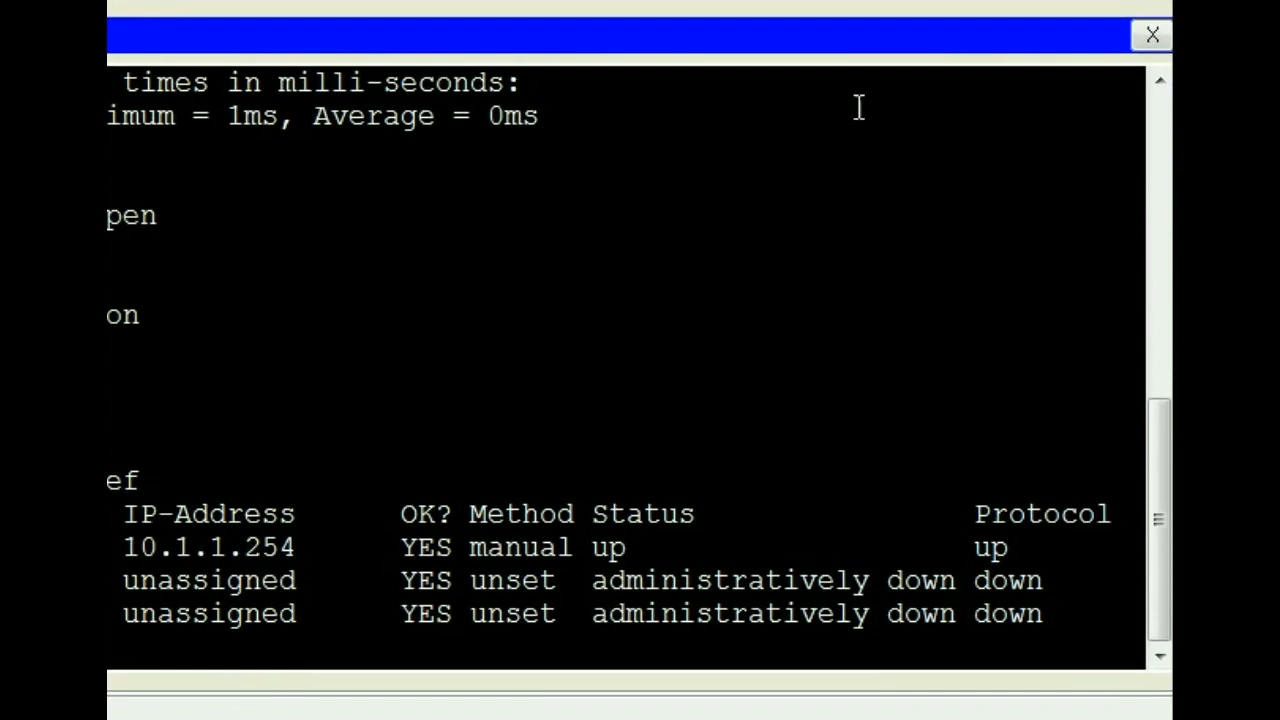 X
times in milli-seconds:
imum = 1ms, Average = 0ms
pen
on
ef
IP-Address OK? Method Status Protocol
10.1.1.254 YES manual up up
unassigned YES unset administratively down down
unassigned YES unset administratively down down